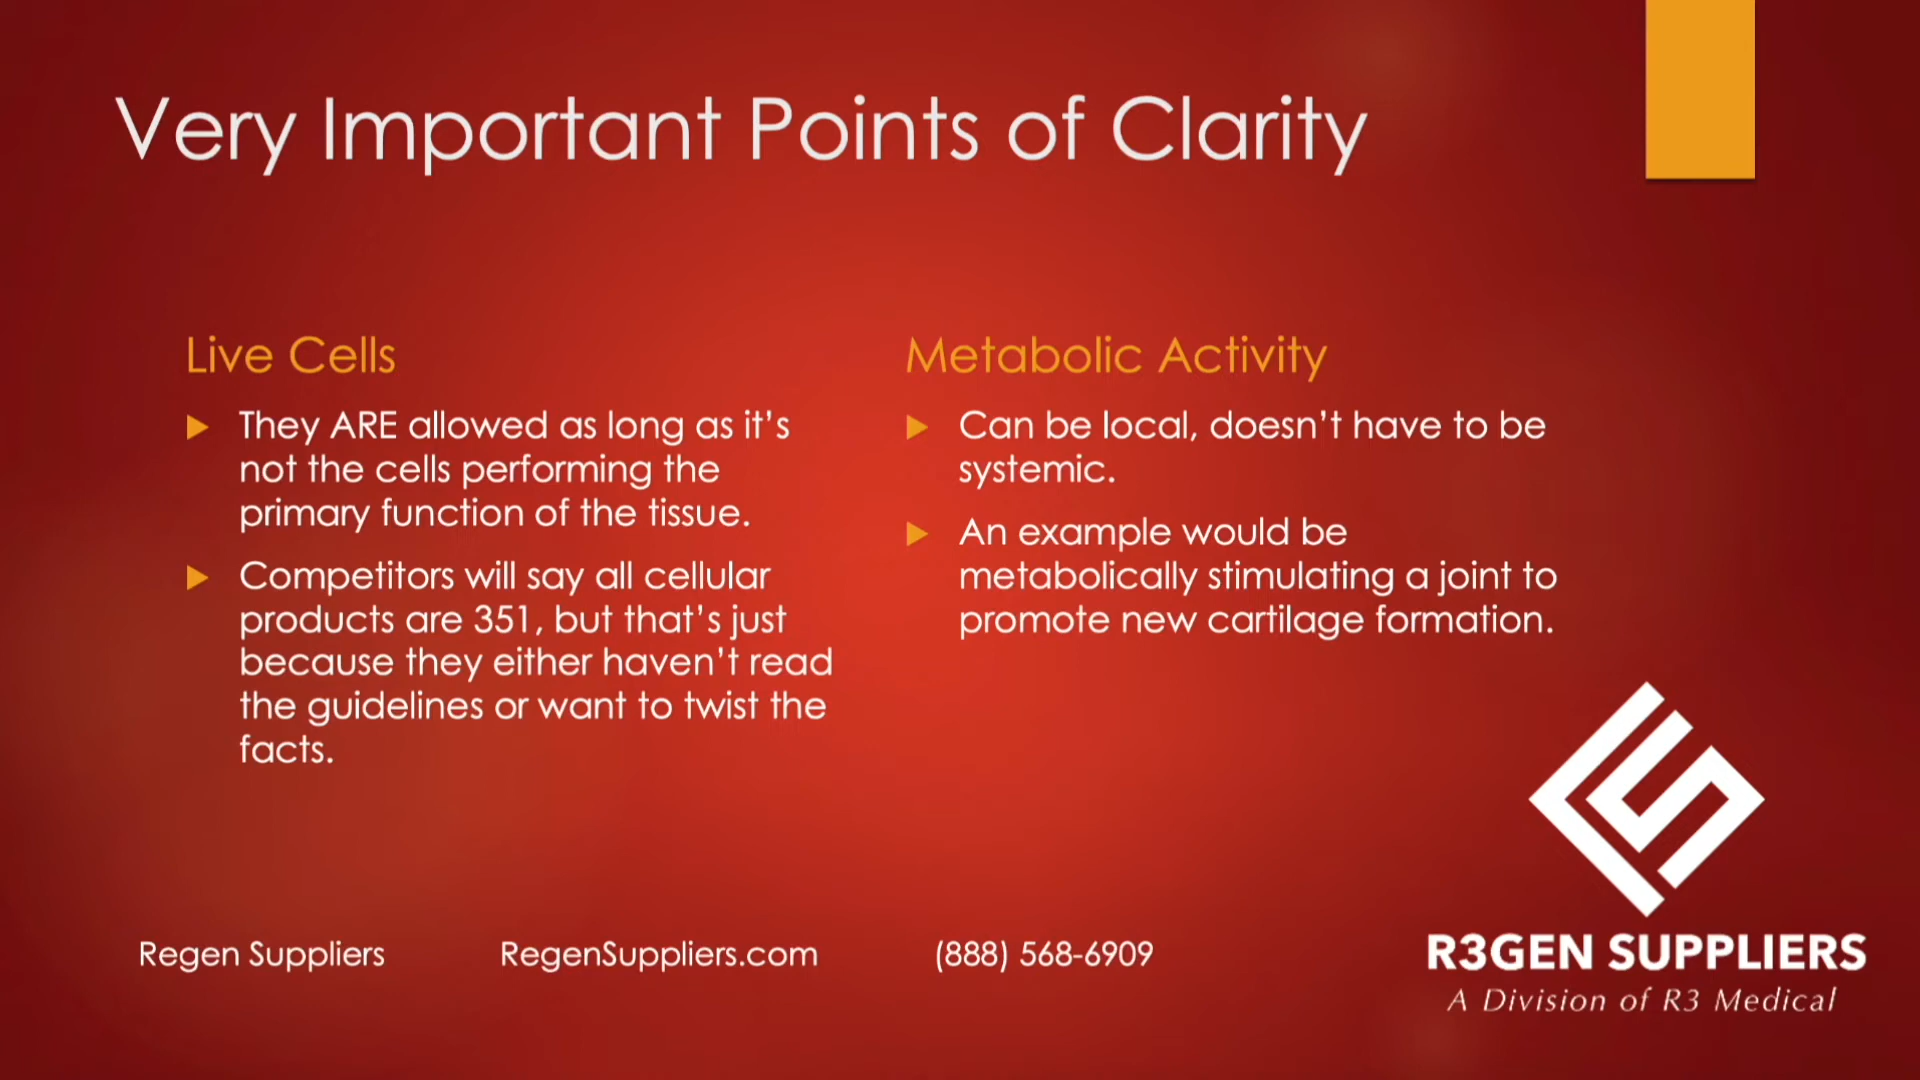 Very Important Points of Clarity
Live Cells
They ARE allowed as long as it's
not the cells performing the
primary function of the tissue.
Competitors will say all cellular
products are 351, but that's just
because they either haven't read
the guidelines or want to twist the
facts.
Metabolic Activity
Can be local, doesn't have to be
systemic.
An example would be
metabolically stimulating a joint to
promote new cartilage formation.
Regen Suppliers
RegenSuppliers.com
(888) 568-6909
R3GEN SUPPLIERS
A Division of R3 Medical